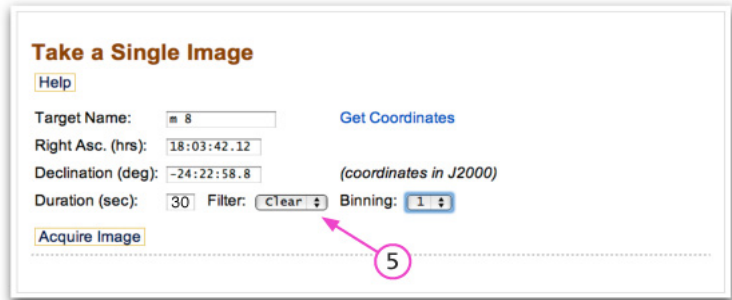 Take a Single Image
Help
Target Name: m 8 Get Coordinates
Right Asc. (hrs): 18:03:42.12
Declination (deg): -24:22:58.8 (coordinates in J2000)
Duration (sec): 30 Filter: Clear Binning: 1
Acquire Image
5